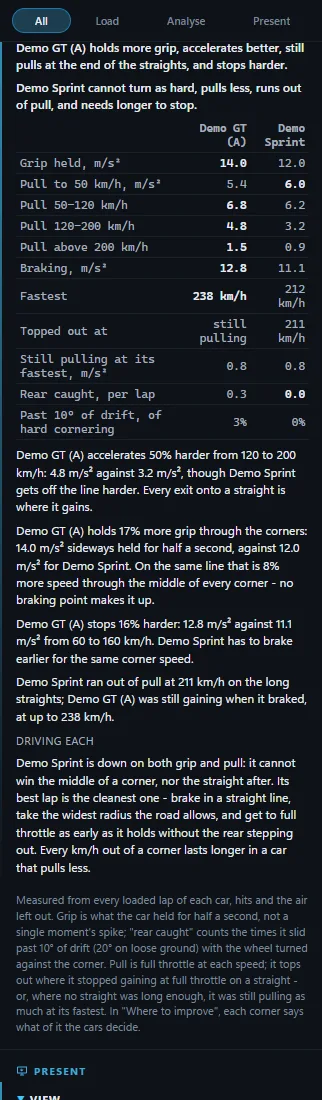 All Load Analyse Present
Demo GT (A) holds more grip, accelerates better, still
pulls at the end of the straights, and stops harder.
Demo Sprint cannot turn as hard, pulls less, runs out
of pull, and needs longer to stop.
Demo GT Demo
(A) Sprint
Grip held, m/s² 14.0 12.0
Pull to 50 km/h, m/s² 5.4 6.0
Pull 50-120 km/h 6.8 6.2
Pull 120-200 km/h 4.8 3.2
Pull above 200 km/h 1.5 0.9
Braking, m/s² 12.8 11.1
Fastest 238 km/h 212
km/h
Topped out at still 211
pulling km/h
Still pulling at its 0.8 0.8
fastest, m/s²
Rear caught, per lap 0.3 0.0
Past 10° of drift, of 3% 0%
hard cornering
Demo GT (A) accelerates 50% harder from 120 to 200
km/h: 4.8 m/s² against 3.2 m/s², though Demo Sprint
gets off the line harder. Every exit onto a straight is
where it gains.
Demo GT (A) holds 17% more grip through the corners:
14.0 m/s² sideways held for half a second, against 12.0
m/s² for Demo Sprint. On the same line that is 8%
more speed through the middle of every corner - no
braking point makes it up.
Demo GT (A) stops 16% harder: 12.8 m/s² against 11.1
m/s² from 60 to 160 km/h. Demo Sprint has to brake
earlier for the same corner speed.
Demo Sprint ran out of pull at 211 km/h on the long
straights; Demo GT (A) was still gaining when it braked,
at up to 238 km/h.
DRIVING EACH
Demo Sprint is down on both grip and pull: it cannot
win the middle of a corner, nor the straight after. Its
best lap is the cleanest one - brake in a straight line,
take the widest radius the road allows, and get to full
throttle as early as it holds without the rear stepping
out. Every km/h out of a corner lasts longer in a car
that pulls less.
Measured from every loaded lap of each car, hits and the air
left out. Grip is what the car held for half a second, not a
single moment's spike; "rear caught" counts the times it slid
past 10° of drift (20° on loose ground) with the wheel turned
against the corner. Pull is full throttle at each speed; it tops
out where it stopped gaining at full throttle on a straight -
or, where no straight was long enough, it was still pulling as
much at its fastest. In "Where to improve", each corner says
what of it the cars decide.
PRESENT
VIEW